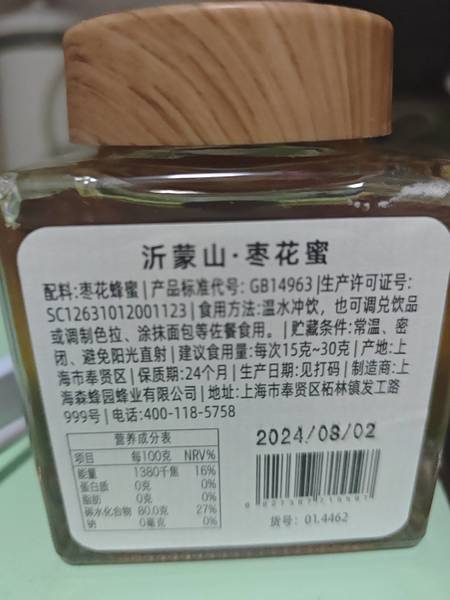 沂蒙山·枣花蜜
配料:枣花蜂蜜|产品标准代号: GB14963|生产许可证号:
SC12631012001123|食用方法:温水冲饮，也可调兑饮品
或调制色拉、涂抹面包等佐餐食用。|贮藏条件:常温、密
闭、避免阳光直射|建议食用量:每次15克~30克|产地:上
海市奉贤区|保质期:24个月|生产日期:见打码|制造商:上
海森蜂园蜂业有限公司|地址:上海市奉贤区柘林镇发工路
999号|电话:400-118-5758
营养成分表
项目 每100克 NRV%
能量 1380千焦 16%
蛋白质 0克 0%
脂肪 0克 0%
碳水化合物 80.0克 27%
钠 0毫克 0%
2024/08/02
货号: 01.4462